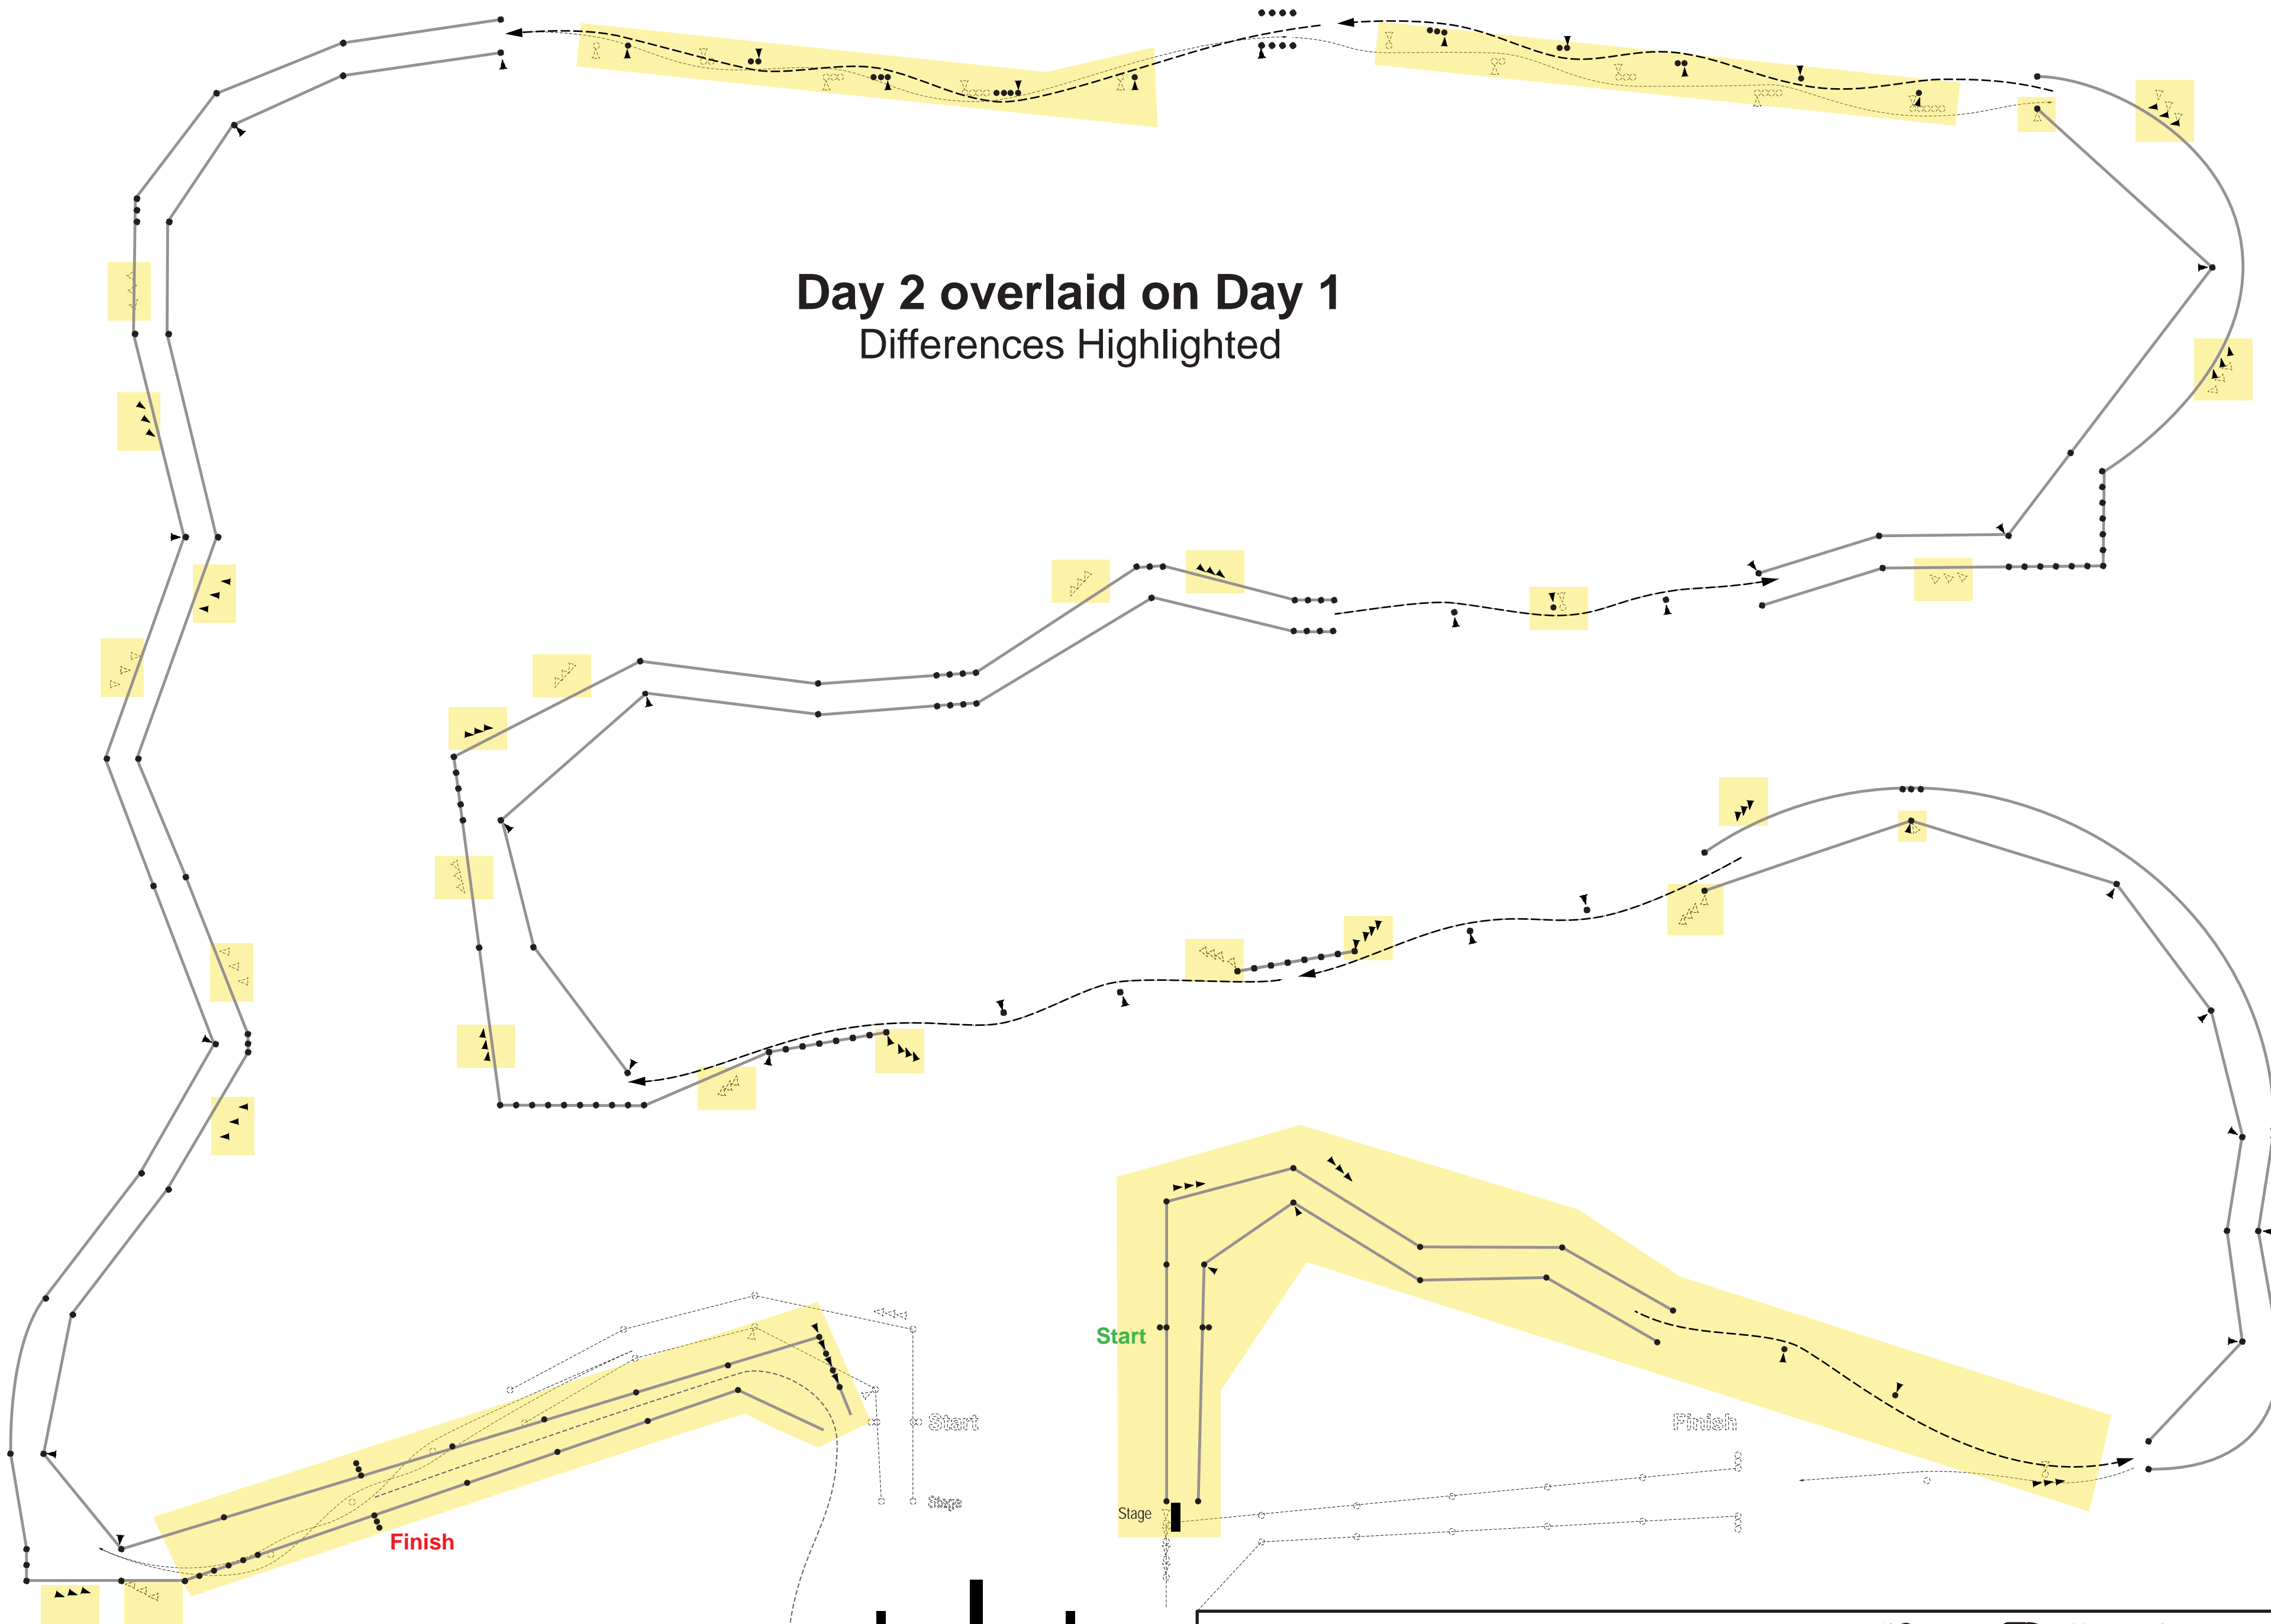 Day 2 overlaid on Day 1
Differences Highlighted
Start
Start
Finish
Stage
Stage
Finish